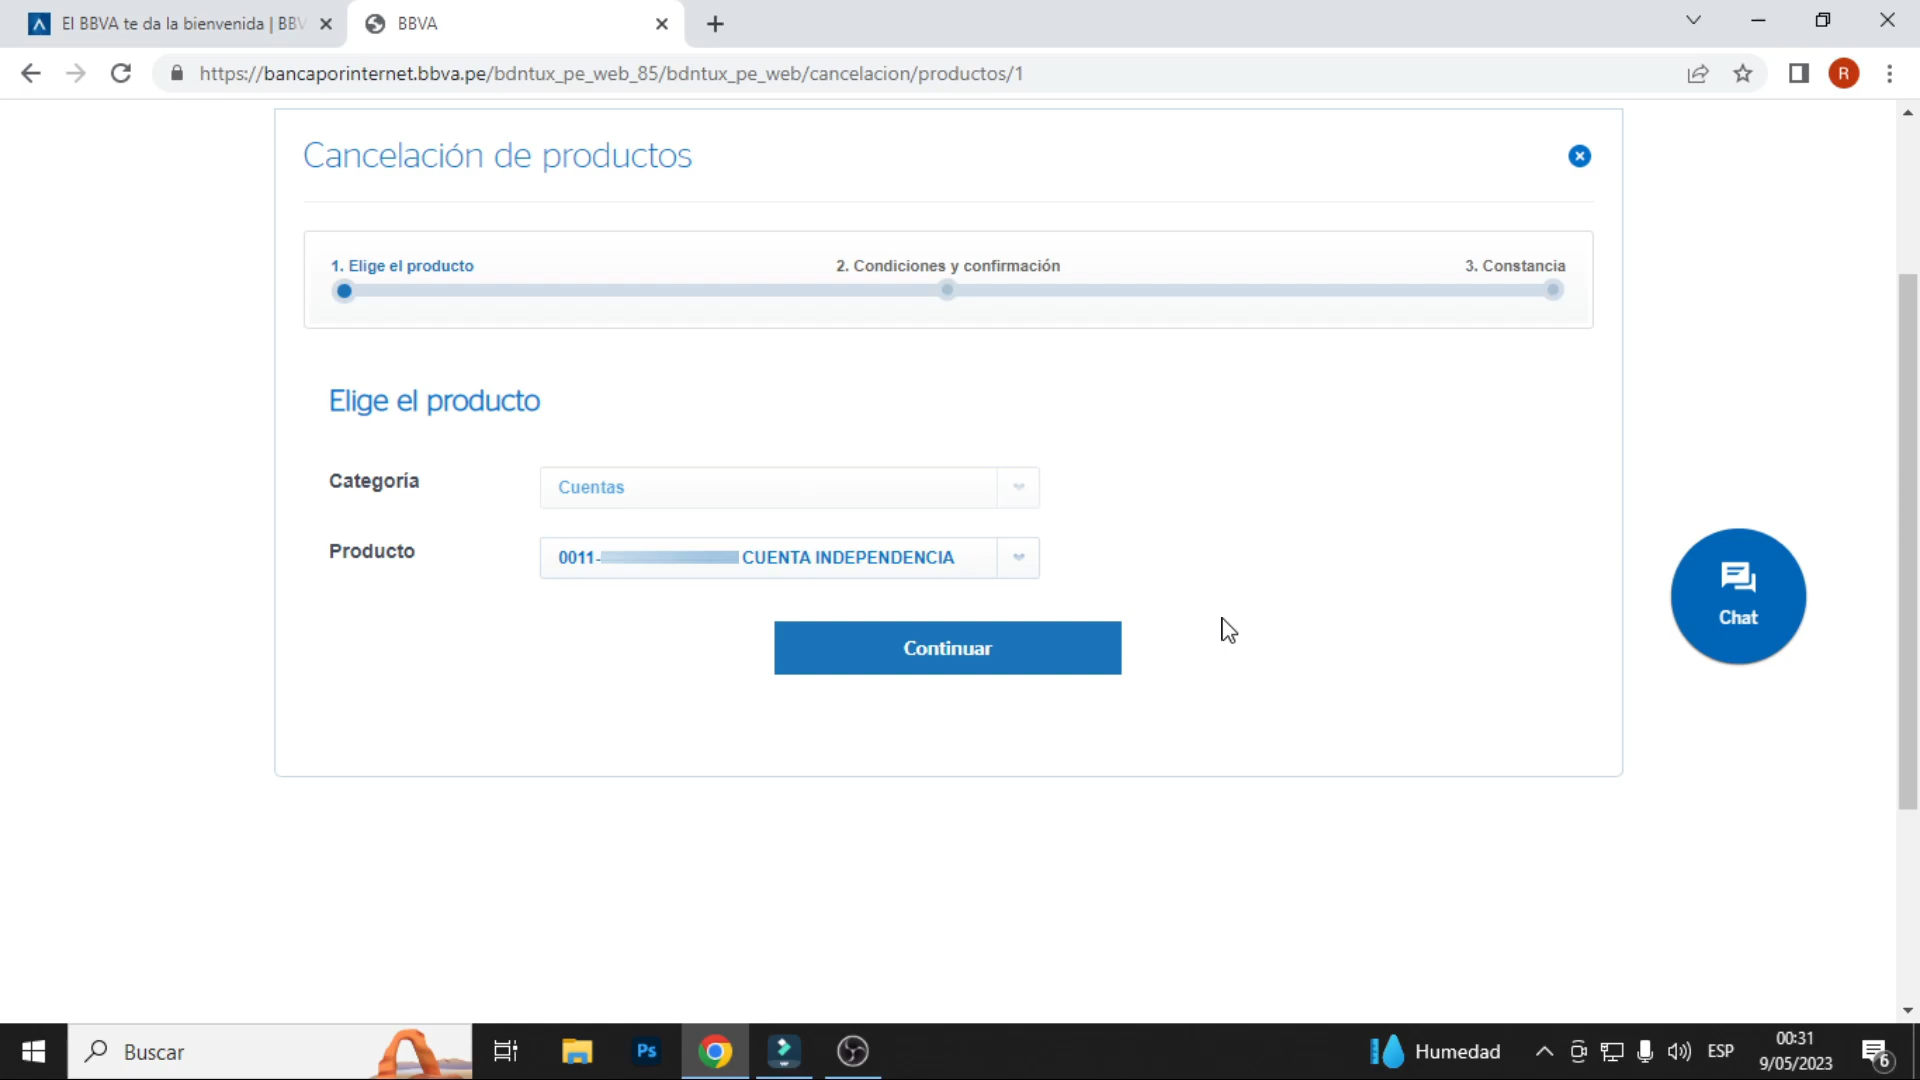 El BBVA te da la bienvenida | BBV
BBVA
https://bancaporinternet.bbva.pe/bdntux_pe_web_85/bdntux_pe_web/cancelacion/productos/1
R
Cancelación de productos
1. Elige el producto
2. Condiciones y confirmación
3. Constancia
Elige el producto
Categoría
Cuentas
Producto
0011- CUENTA INDEPENDENCIA
Continuar
Chat
Buscar
Ps
Humedad
ESP
00:31
9/05/2023
6